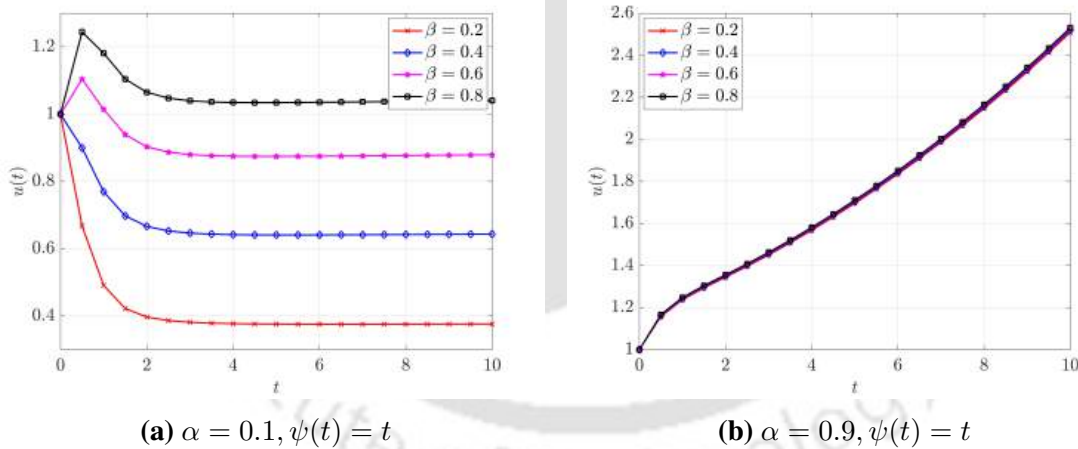 1.2
1
0.8
0.6
0.4
u(t)
0 2 4 6 8 10
t
β = 0.2
β = 0.4
β = 0.6
β = 0.8
2.6
2.4
2.2
2
1.8
1.6
1.4
1.2
1
u(t)
0 2 4 6 8 10
t
β = 0.2
β = 0.4
β = 0.6
β = 0.8
(a) α = 0.1, ψ(t) = t
(b) α = 0.9, ψ(t) = t